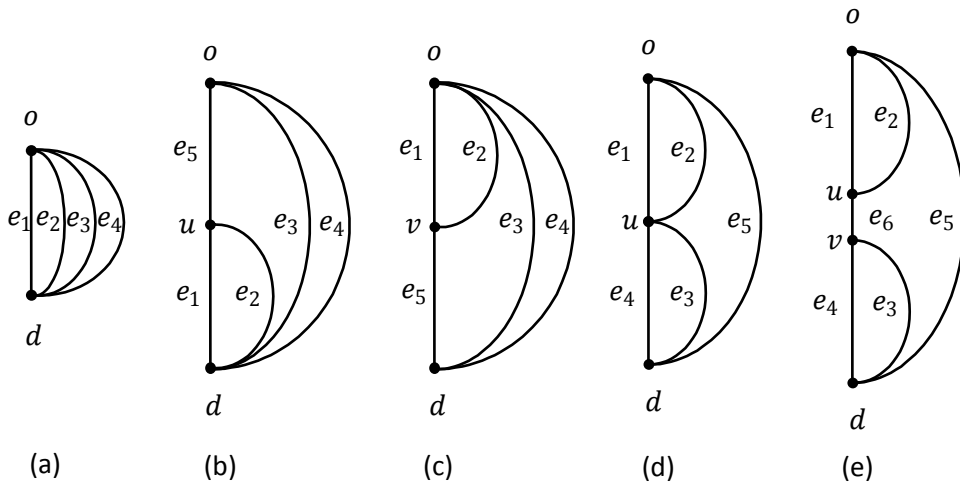 o
e1 e2 e3 e4
d
(a)
o
e5
u
e3 e4
e1 e2
d
(b)
o
e1 e2
v
e3 e4
e5
d
(c)
o
e1 e2
u
e5
e4 e3
d
(d)
o
e1 e2
u
e6 e5
v
e4 e3
d
(e)